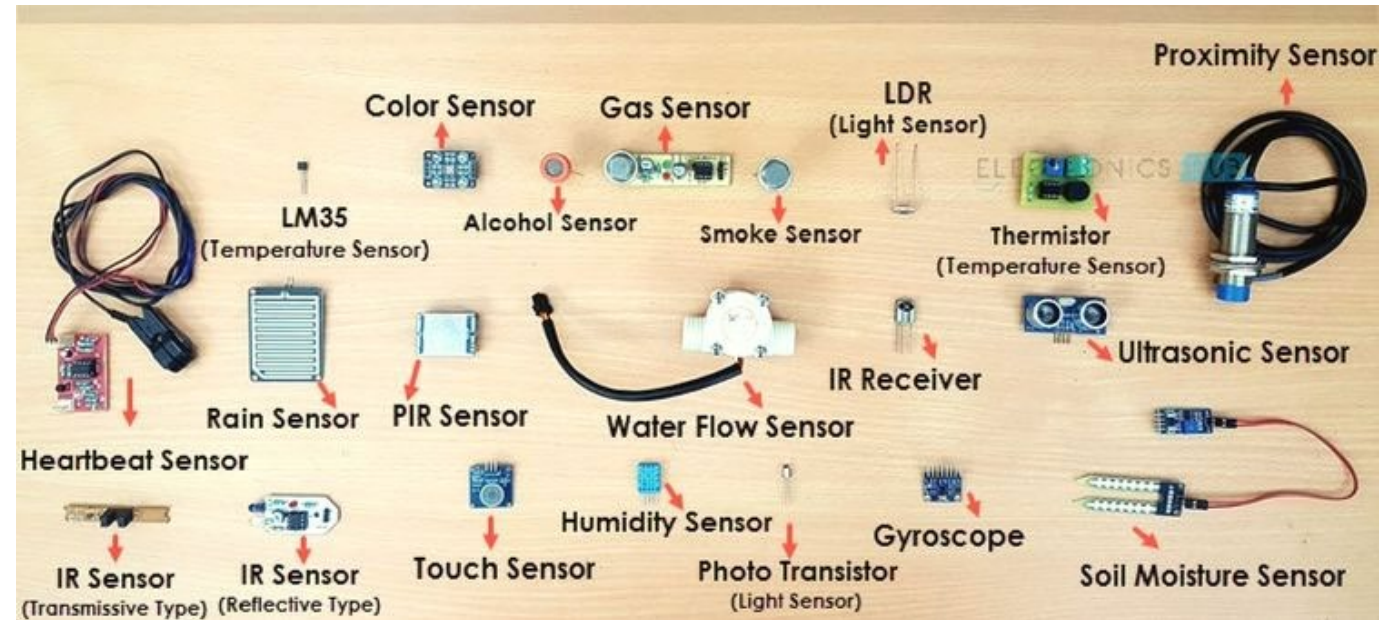 Proximity Sensor
Color Sensor
Gas Sensor
LDR
(Light Sensor)
ELECTRONICS HUB
LM35
(Temperature Sensor)
Alcohol Sensor
Smoke Sensor
Thermistor
(Temperature Sensor)
Rain Sensor
PIR Sensor
Water Flow Sensor
IR Receiver
Ultrasonic Sensor
Heartbeat Sensor
IR Sensor
(Transmissive Type)
IR Sensor
(Reflective Type)
Touch Sensor
Humidity Sensor
Photo Transistor
(Light Sensor)
Gyroscope
Soil Moisture Sensor